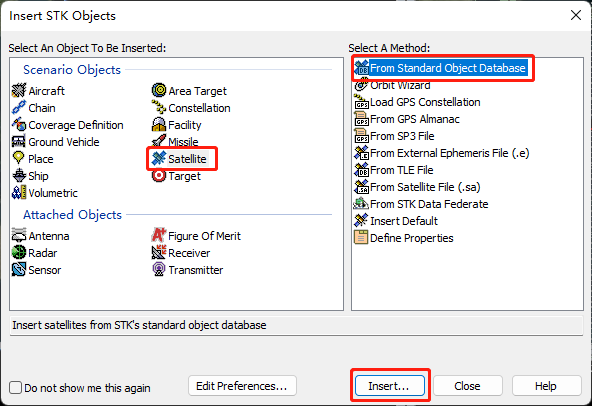 Insert STK Objects
Select An Object To Be Inserted:
Scenario Objects
Aircraft
Area Target
Chain
Constellation
Coverage Definition
Facility
Ground Vehicle
Missile
Place
Satellite
Ship
Target
Volumetric
Attached Objects
Antenna
Figure Of Merit
Radar
Receiver
Sensor
Transmitter
Select A Method:
From Standard Object Database
Orbit Wizard
Load GPS Constellation
From GPS Almanac
From SP3 File
From External Ephemeris File (.e)
From TLE File
From Satellite File (.sa)
From STK Data Federate
Insert Default
Define Properties
Insert satellites from STK's standard object database
Do not show me this again
Edit Preferences...
Insert...
Close
Help